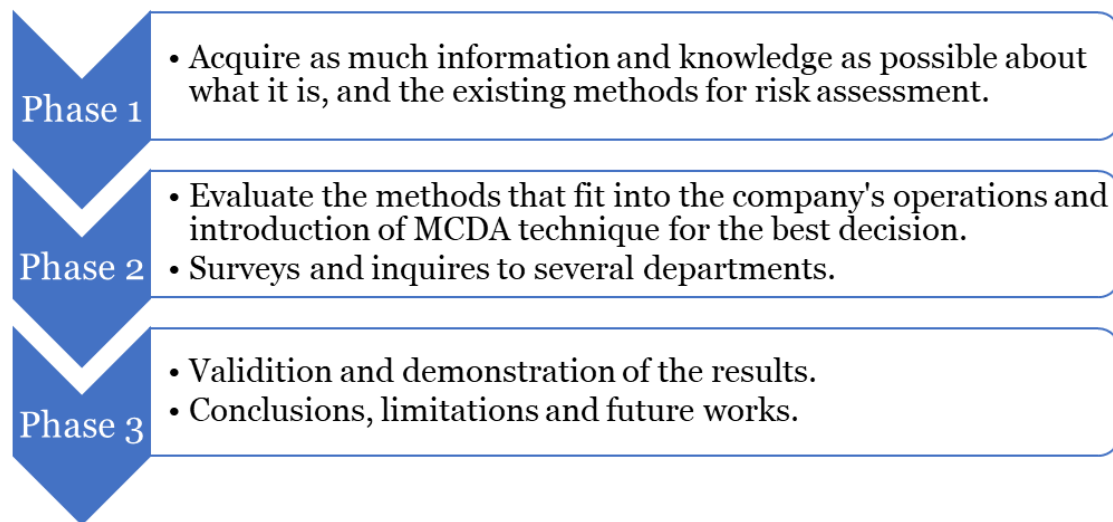 Phase 1
• Acquire as much information and knowledge as possible about
what it is, and the existing methods for risk assessment.
Phase 2
• Evaluate the methods that fit into the company's operations and
introduction of MCDA technique for the best decision.
• Surveys and inquires to several departments.
Phase 3
• Validition and demonstration of the results.
• Conclusions, limitations and future works.